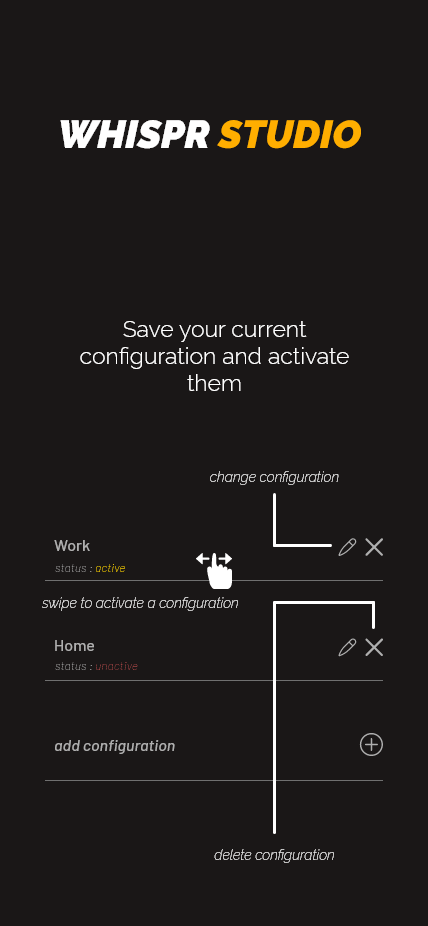 WHISPR STUDIO
Save your current
configuration and activate
them
change configuration
Work
status : active
swipe to activate a configuration
Home
status : unactive
add configuration
delete configuration